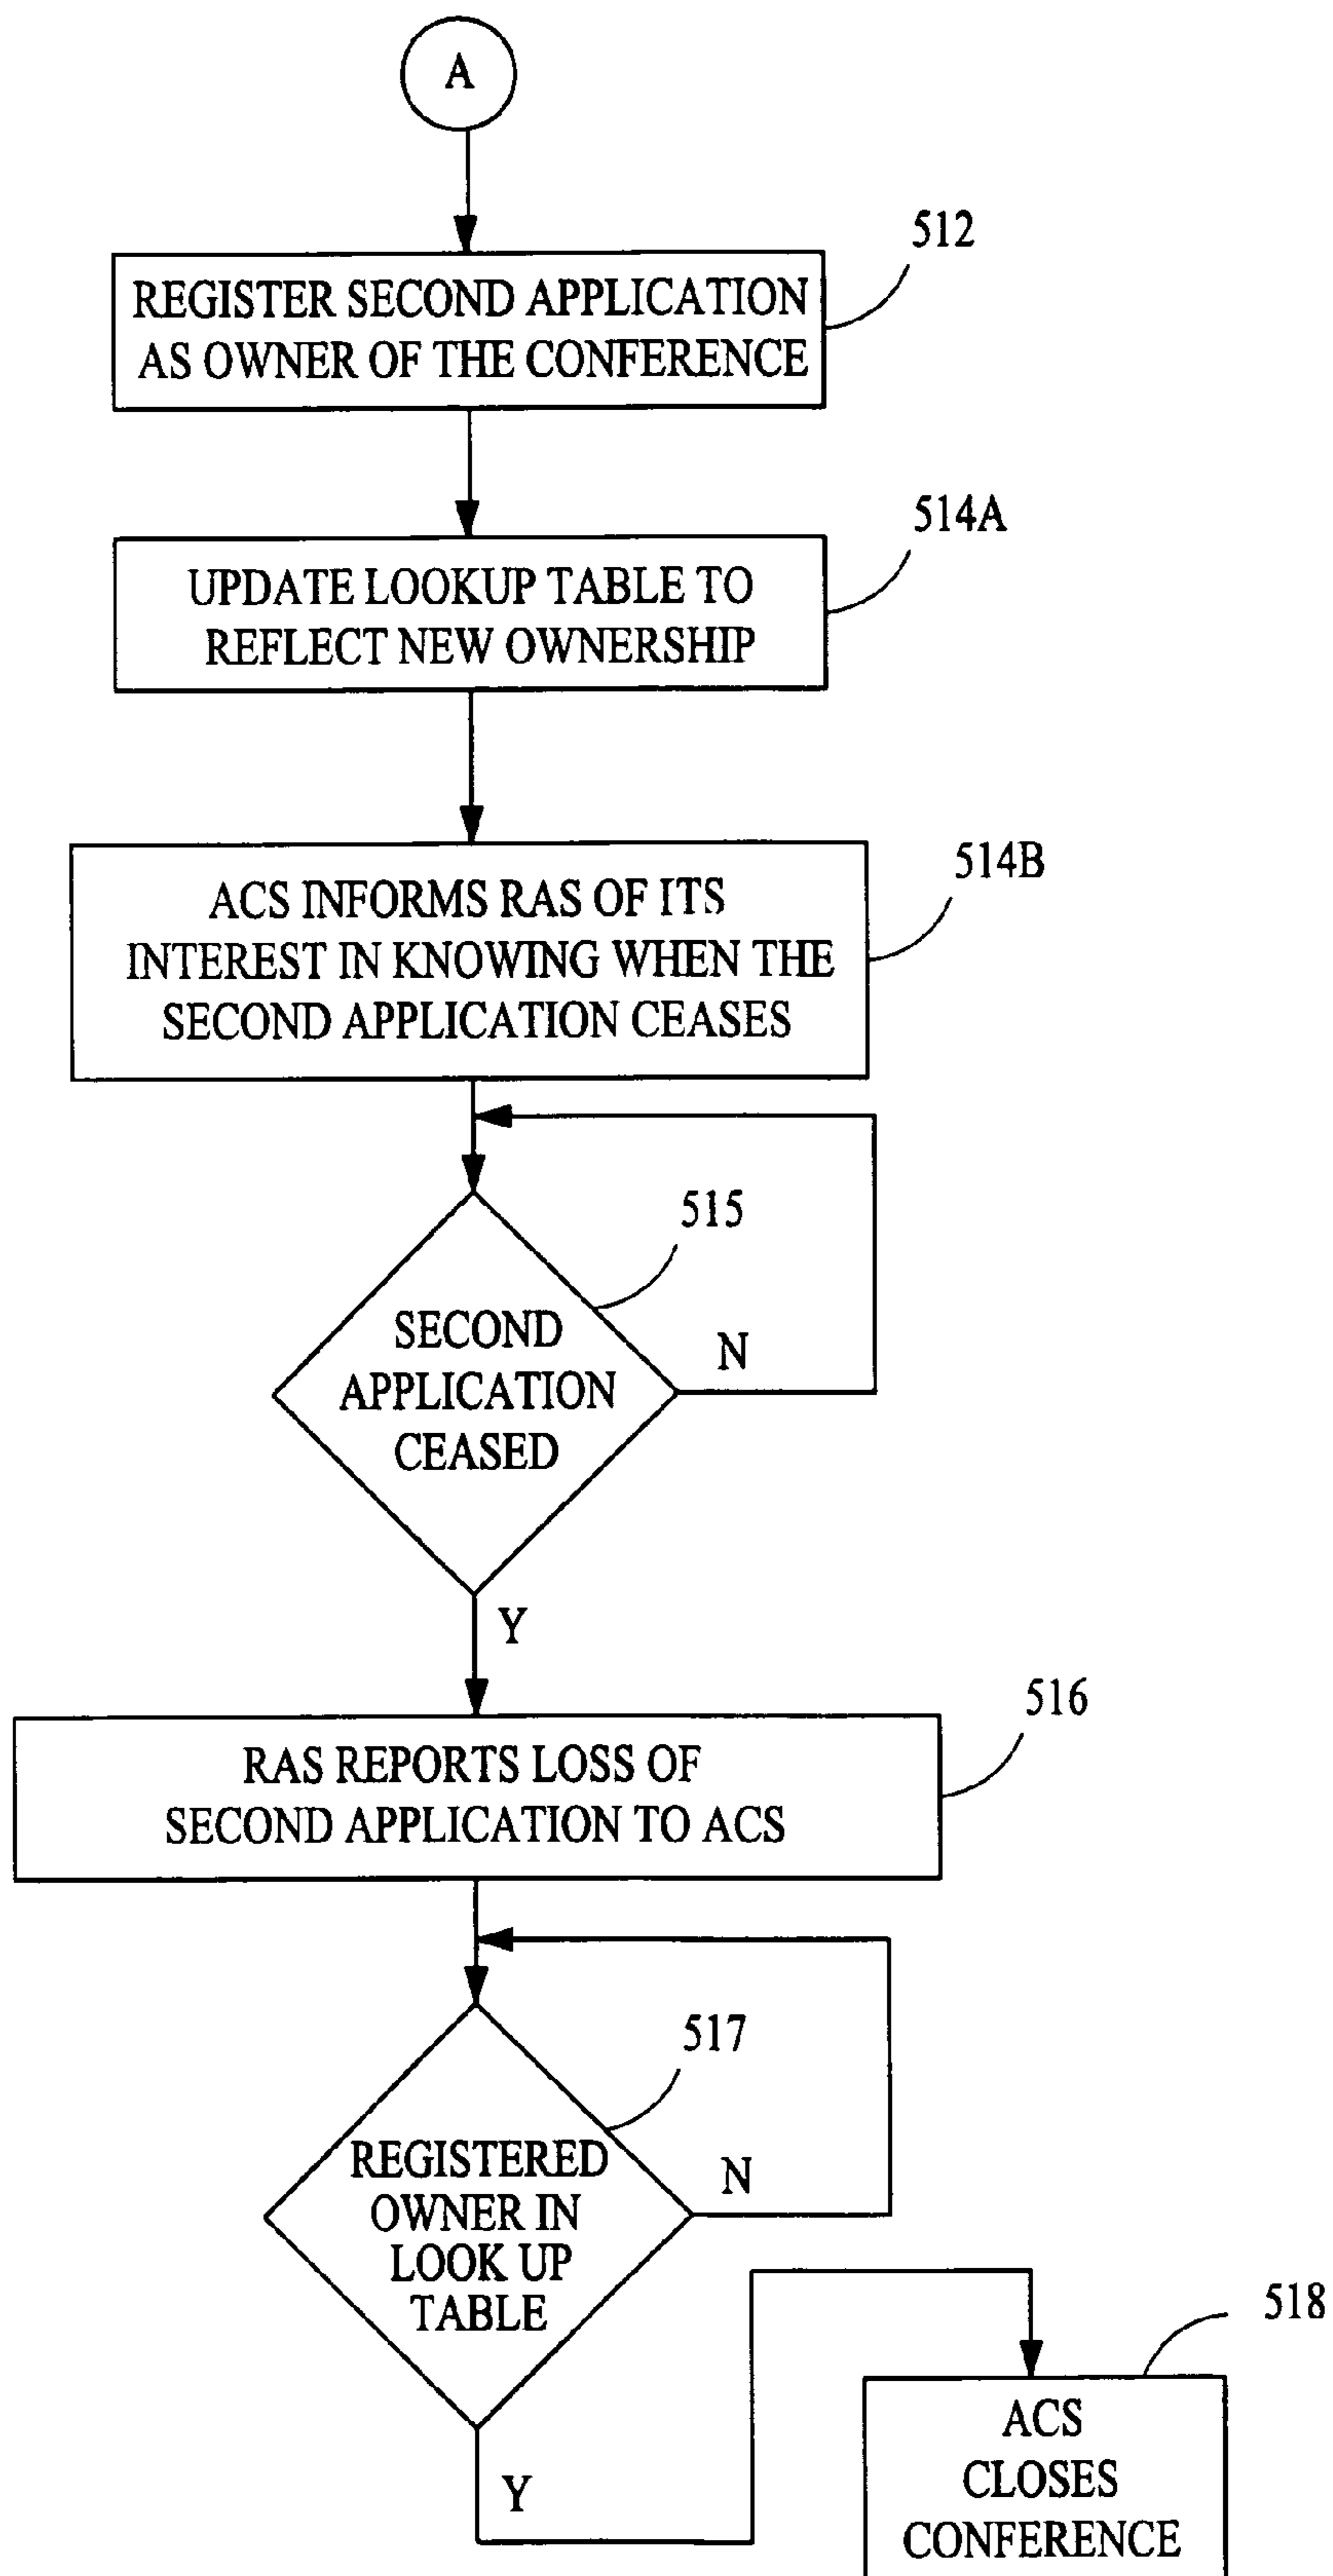 A
512
REGISTER SECOND APPLICATION
AS OWNER OF THE CONFERENCE
514A
UPDATE LOOKUP TABLE TO
REFLECT NEW OWNERSHIP
514B
ACS INFORMS RAS OF ITS
INTEREST IN KNOWING WHEN THE
SECOND APPLICATION CEASES
515
SECOND
APPLICATION
CEASED
N
Y
516
RAS REPORTS LOSS OF
SECOND APPLICATION TO ACS
517
REGISTERED
OWNER IN
LOOK UP
TABLE
N
Y
518
ACS
CLOSES
CONFERENCE